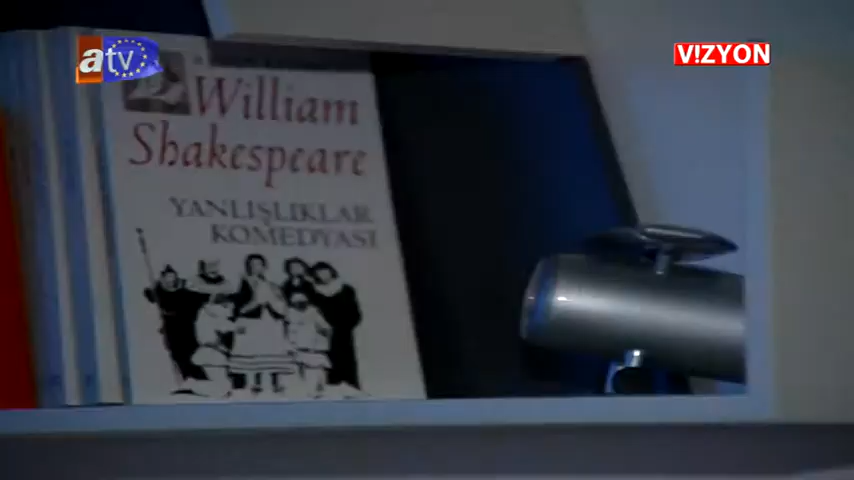 atv
V!ZYON
William
Shakespeare
YANLIŞLIKLAR
KOMEDYASI